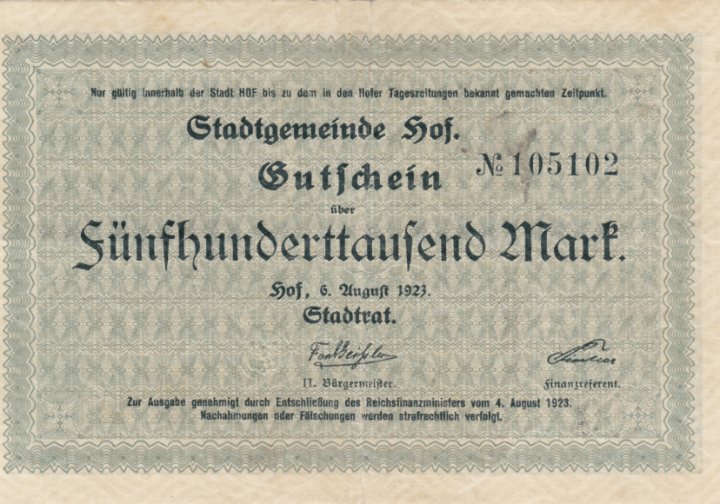 Nur gültig innerhalb der Stadt HOF bis zu dem in den Hofer Tageszeitungen bekannt gemachten Zeitpunkt.
Stadtgemeinde Hof.
Gutschein
№ 105102
über
Fünfhunderttausend Mark.
Hof, 6. August 1923.
Stadtrat.
II. Bürgermeister.
Finanzreferent.
Zur Ausgabe genehmigt durch Entschließung des Reichsfinanzministers vom 4. August 1923.
Nachahmungen oder Fälschungen werden strafrechtlich verfolgt.